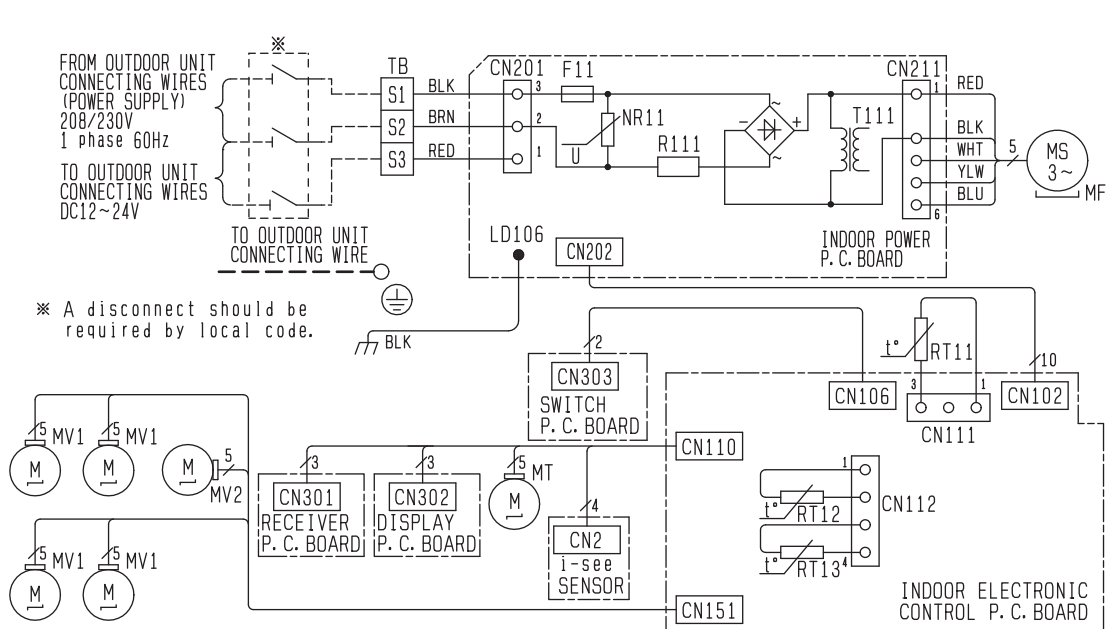 ※
FROM OUTDOOR UNIT
CONNECTING WIRES
(POWER SUPPLY)
208/230V
1 phase 60Hz
TO OUTDOOR UNIT
CONNECTING WIRES
DC12~24V
TB
S1
S2
S3
BLK
BRN
RED
CN201
3
2
1
F11
NR11
U
R111
~
-
+
~
T111
CN211
1
6
RED
BLK
WHT
YLW
BLU
5
MS
3~
MF
INDOOR POWER
P.C.BOARD
LD106
CN202
TO OUTDOOR UNIT
CONNECTING WIRE
※ A disconnect should be
required by local code.
BLK
2
CN303
SWITCH
P.C.BOARD
t°
RT11
10
3
1
CN106
CN102
CN111
CN110
5
MV1
M
5
MV1
M
M
5
MV2
3
CN301
RECEIVER
P.C.BOARD
3
CN302
DISPLAY
P.C.BOARD
5
MT
M
4
CN2
i-see
SENSOR
1
CN112
t°
RT12
t°
RT13
4
5
MV1
M
5
MV1
M
CN151
INDOOR ELECTRONIC
CONTROL P.C.BOARD